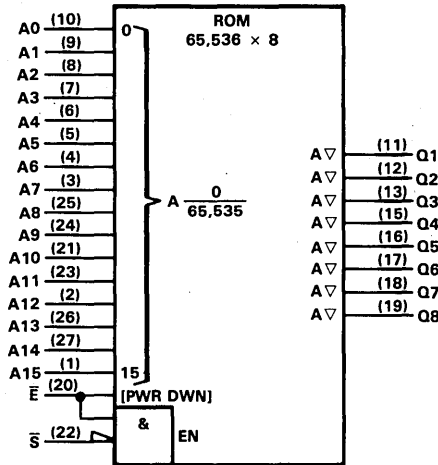 ROM
65,536 × 8
A0 (10) 0
A1 (9)
A2 (8)
A3 (7)
A4 (6)
A5 (5)
A6 (4)
A7 (3)
A8 (25)
A9 (24)
A10 (21)
A11 (23)
A12 (2)
A13 (26)
A14 (27)
A15 (1) 15
A 0
65,535
A ▽ (11) Q1
A ▽ (12) Q2
A ▽ (13) Q3
A ▽ (15) Q4
A ▽ (16) Q5
A ▽ (17) Q6
A ▽ (18) Q7
A ▽ (19) Q8
E̅ (20) [PWR DWN]
&
S̅ (22) EN